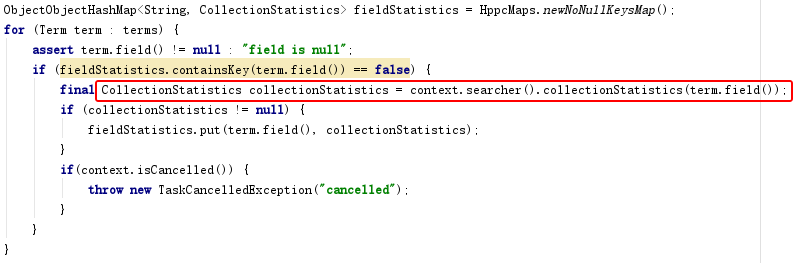 ObjectObjectHashMap<String, CollectionStatistics> fieldStatistics = HppcMaps.newNoNullKeysMap();
for (Term term : terms) {
    assert term.field() != null : "field is null";
    if (fieldStatistics.containsKey(term.field()) == false) {
        final CollectionStatistics collectionStatistics = context.searcher().collectionStatistics(term.field());
        if (collectionStatistics != null) {
            fieldStatistics.put(term.field(), collectionStatistics);
        }
        if(context.isCancelled()) {
            throw new TaskCancelledException("cancelled");
        }
    }
}